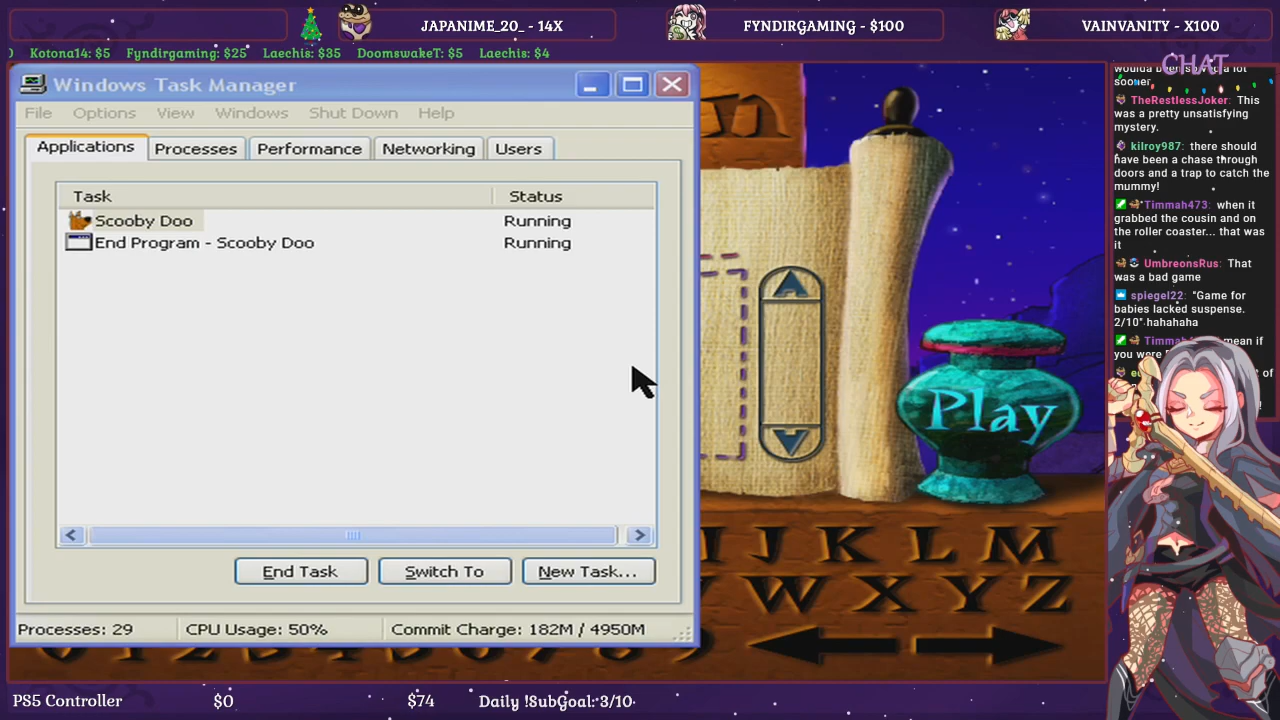 JAPANIME_20_ - 14X
FYNDIRGAMING - $100
VAINVANITY - X100
Kotona14: $5 Fyndirgaming: $25 Laechis: $35 DoomswakeT: $5 Laechis: $4
CHAT
Windows Task Manager
File Options View Windows Shut Down Help
Applications Processes Performance Networking Users
Task Status
Scooby Doo Running
End Program - Scooby Doo Running
End Task Switch To New Task...
Processes: 29 CPU Usage: 50% Commit Charge: 182M / 4950M
Play
J K L M
W X Y Z
sooner
TheRestlessJoker: This
was a pretty unsatisfying
mystery.
kilroy987: there should
have been a chase through
doors and a trap to catch the
mummy!
Timmah473: when it
grabbed the cousin and on
the roller coaster... that was
it
UmbreonsRus: That
was a bad game
spiegel22: "Game for
babies lacked suspense.
2/10" hahahaha
mean if
you were
PS5 Controller $0 $74 Daily !SubGoal: 3/10